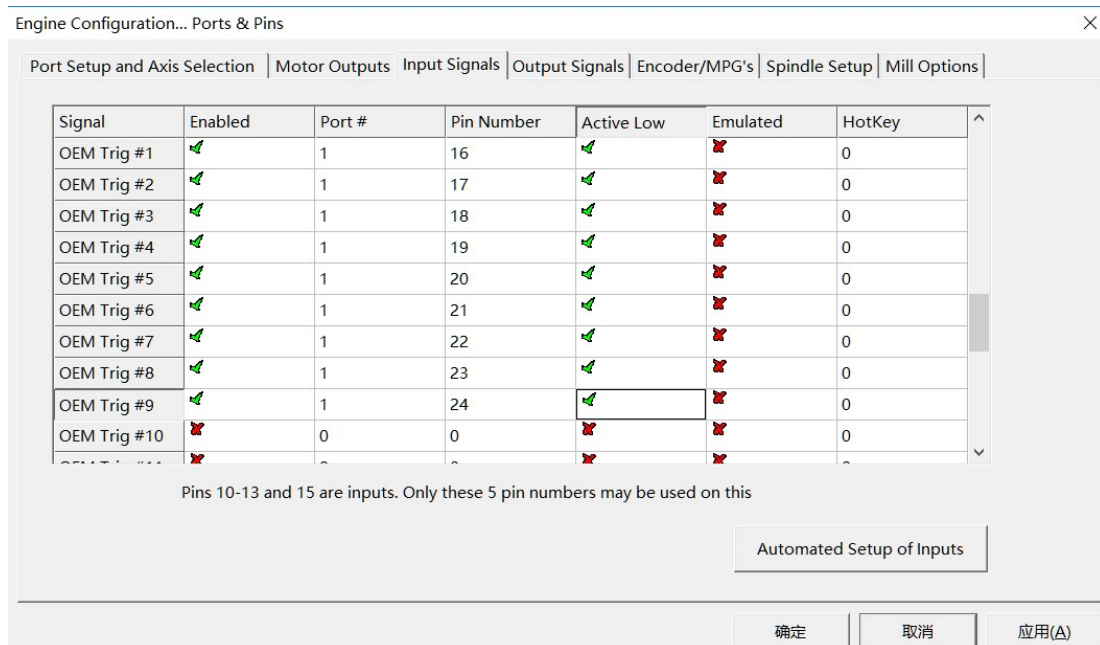 Engine Configuration... Ports & Pins
Port Setup and Axis Selection Motor Outputs Input Signals Output Signals Encoder/MPG's Spindle Setup Mill Options
Signal Enabled Port # Pin Number Active Low Emulated HotKey
OEM Trig #1 1 16 0
OEM Trig #2 1 17 0
OEM Trig #3 1 18 0
OEM Trig #4 1 19 0
OEM Trig #5 1 20 0
OEM Trig #6 1 21 0
OEM Trig #7 1 22 0
OEM Trig #8 1 23 0
OEM Trig #9 1 24 0
OEM Trig #10 0 0 0
Pins 10-13 and 15 are inputs. Only these 5 pin numbers may be used on this
Automated Setup of Inputs
确定 取消 应用(A)